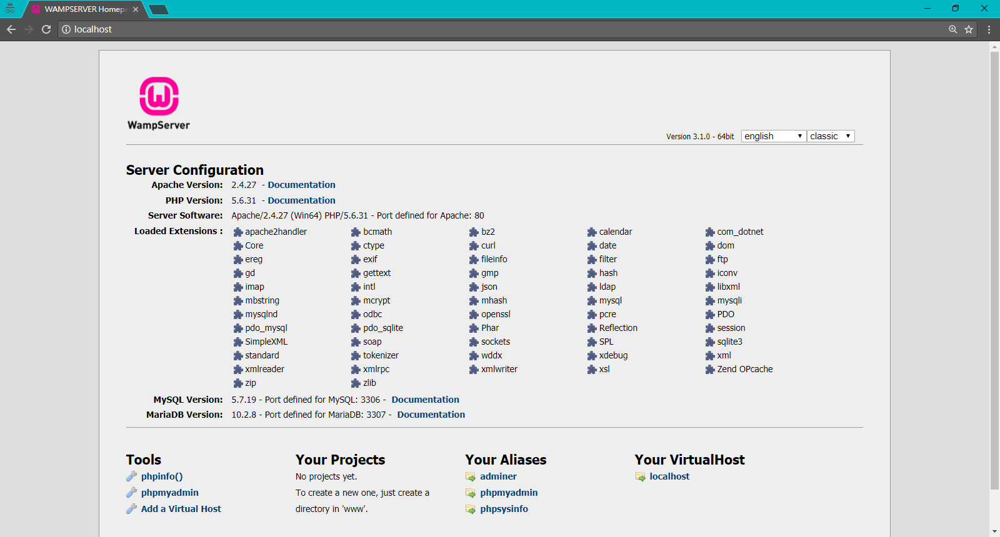 WAMPSERVER Homep
localhost
WampServer
Version 3.1.0 - 64bit english classic
Server Configuration
Apache Version: 2.4.27 - Documentation
PHP Version: 5.6.31 - Documentation
Server Software: Apache/2.4.27 (Win64) PHP/5.6.31 - Port defined for Apache: 80
Loaded Extensions : apache2handler bcmath bz2 calendar com_dotnet
Core ctype curl date dom
ereg exif fileinfo filter ftp
gd gettext gmp hash iconv
imap intl json ldap libxml
mbstring mcrypt mhash mysql mysqli
mysqlnd odbc openssl pcre PDO
pdo_mysql pdo_sqlite Phar Reflection session
SimpleXML soap sockets SPL sqlite3
standard tokenizer wddx xdebug xml
xmlreader xmlrpc xmlwriter xsl Zend OPcache
zip zlib
MySQL Version: 5.7.19 - Port defined for MySQL: 3306 - Documentation
MariaDB Version: 10.2.8 - Port defined for MariaDB: 3307 - Documentation
Tools
phpinfo()
phpmyadmin
Add a Virtual Host
Your Projects
No projects yet.
To create a new one, just create a
directory in 'www'.
Your Aliases
adminer
phpmyadmin
phpsysinfo
Your VirtualHost
localhost